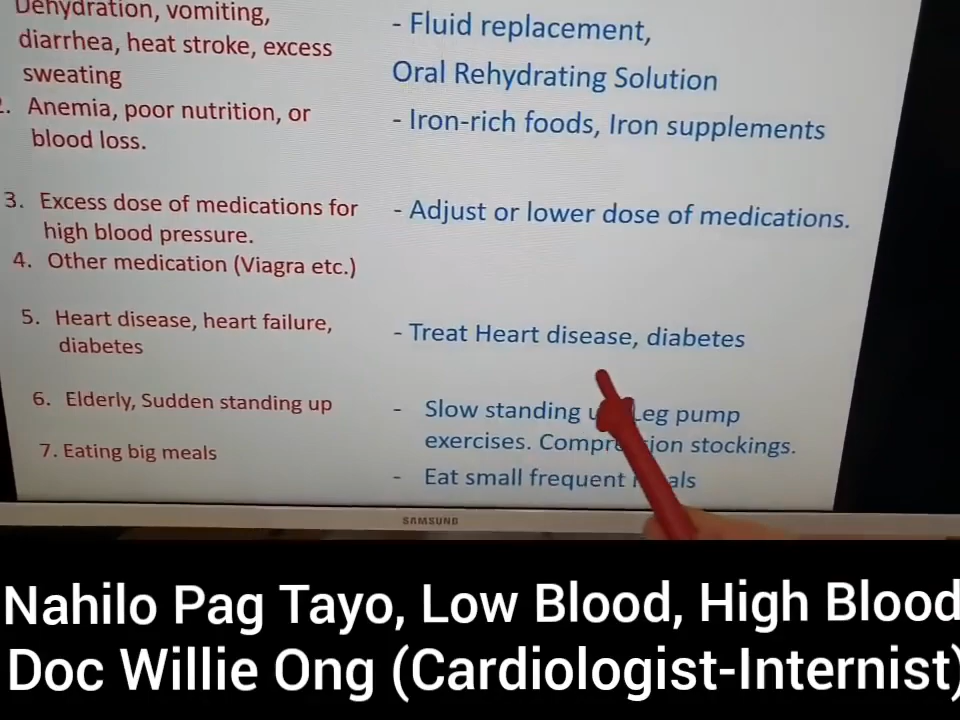 Dehydration, vomiting,
diarrhea, heat stroke, excess
sweating
- Fluid replacement,
Oral Rehydrating Solution
2. Anemia, poor nutrition, or
blood loss.
- Iron-rich foods, Iron supplements
3. Excess dose of medications for
high blood pressure.
- Adjust or lower dose of medications.
4. Other medication (Viagra etc.)
5. Heart disease, heart failure,
diabetes
- Treat Heart disease, diabetes
6. Elderly, Sudden standing up
- Slow standing Leg pump
exercises. stockings.
7. Eating big meals
- Eat small frequent
SAMSUNG
Nahilo Pag Tayo, Low Blood, High Blood
Doc Willie Ong (Cardiologist-Internist)